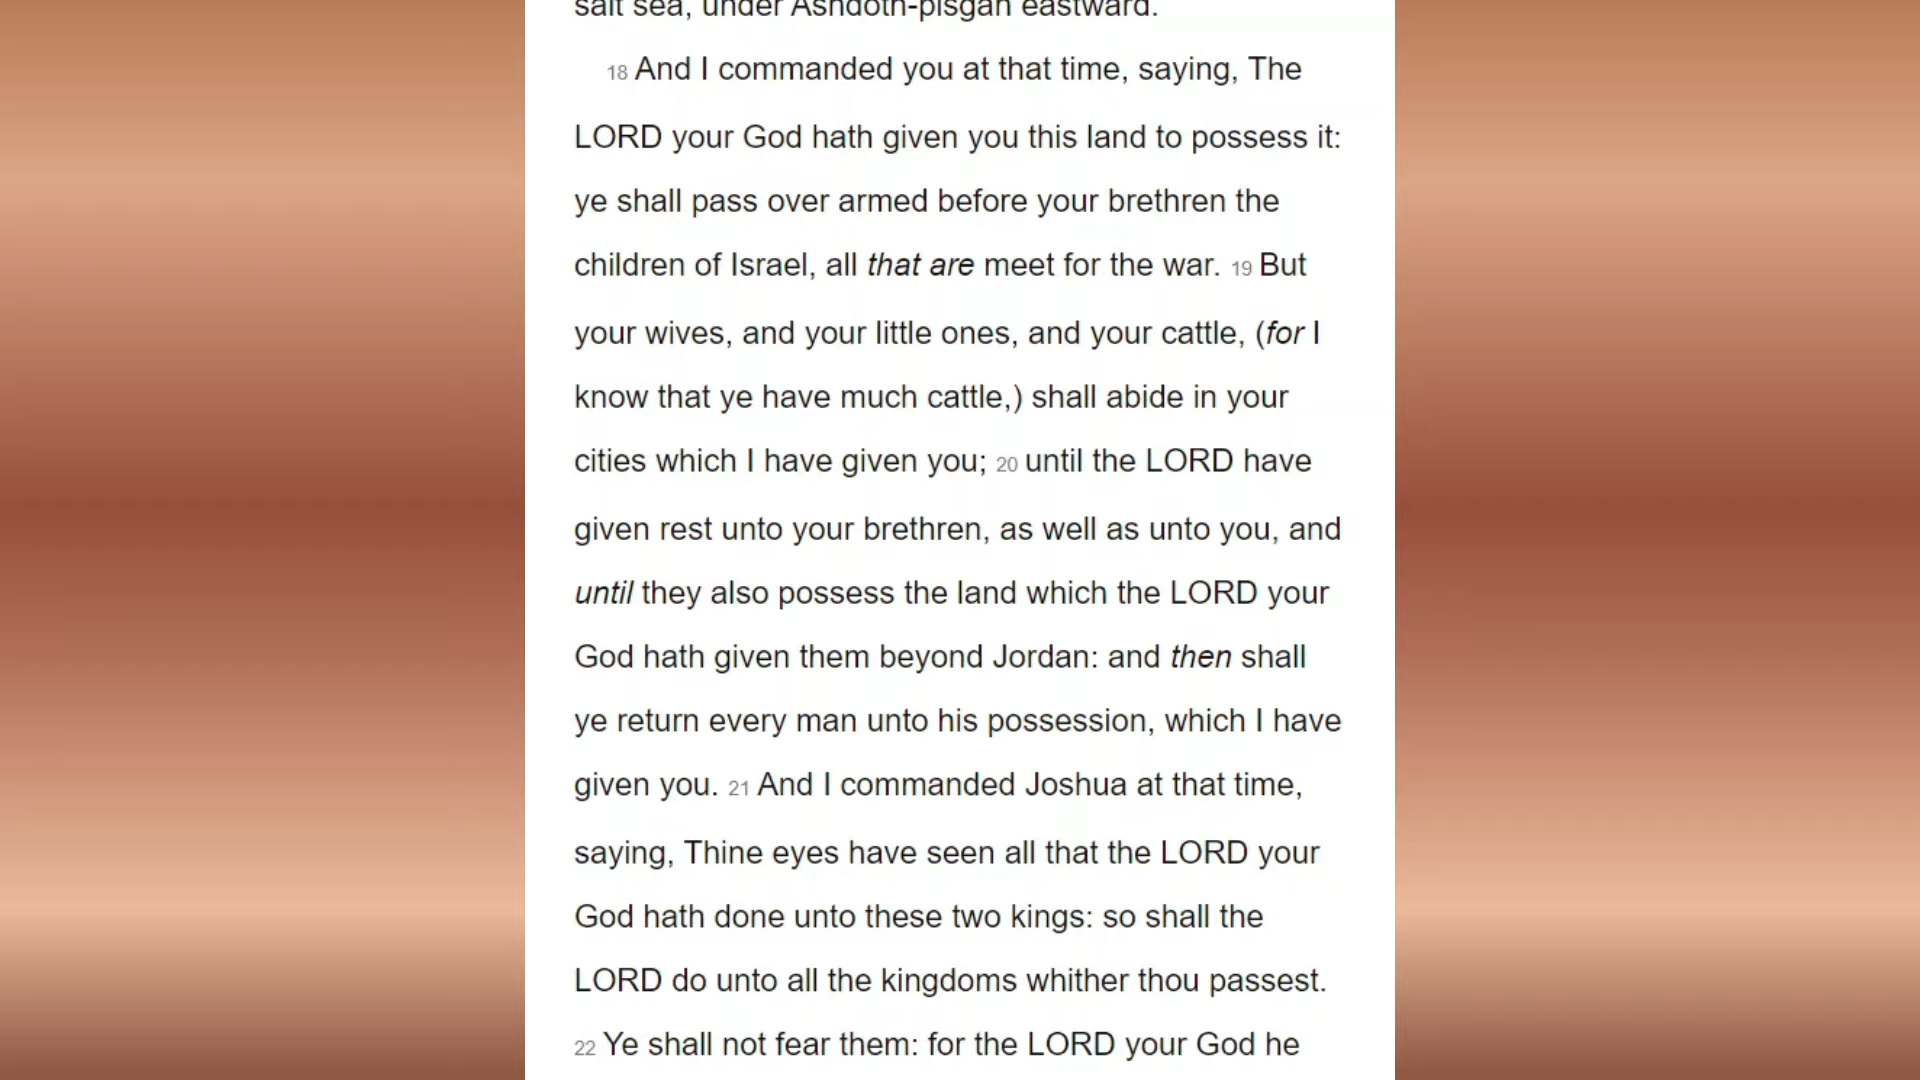 salt sea, under Ashdoth-pisgah eastward.
18 And I commanded you at that time, saying, The
LORD your God hath given you this land to possess it:
ye shall pass over armed before your brethren the
children of Israel, all that are meet for the war. 19 But
your wives, and your little ones, and your cattle, (for I
know that ye have much cattle,) shall abide in your
cities which I have given you; 20 until the LORD have
given rest unto your brethren, as well as unto you, and
until they also possess the land which the LORD your
God hath given them beyond Jordan: and then shall
ye return every man unto his possession, which I have
given you. 21 And I commanded Joshua at that time,
saying, Thine eyes have seen all that the LORD your
God hath done unto these two kings: so shall the
LORD do unto all the kingdoms whither thou passest.
22 Ye shall not fear them: for the LORD your God he